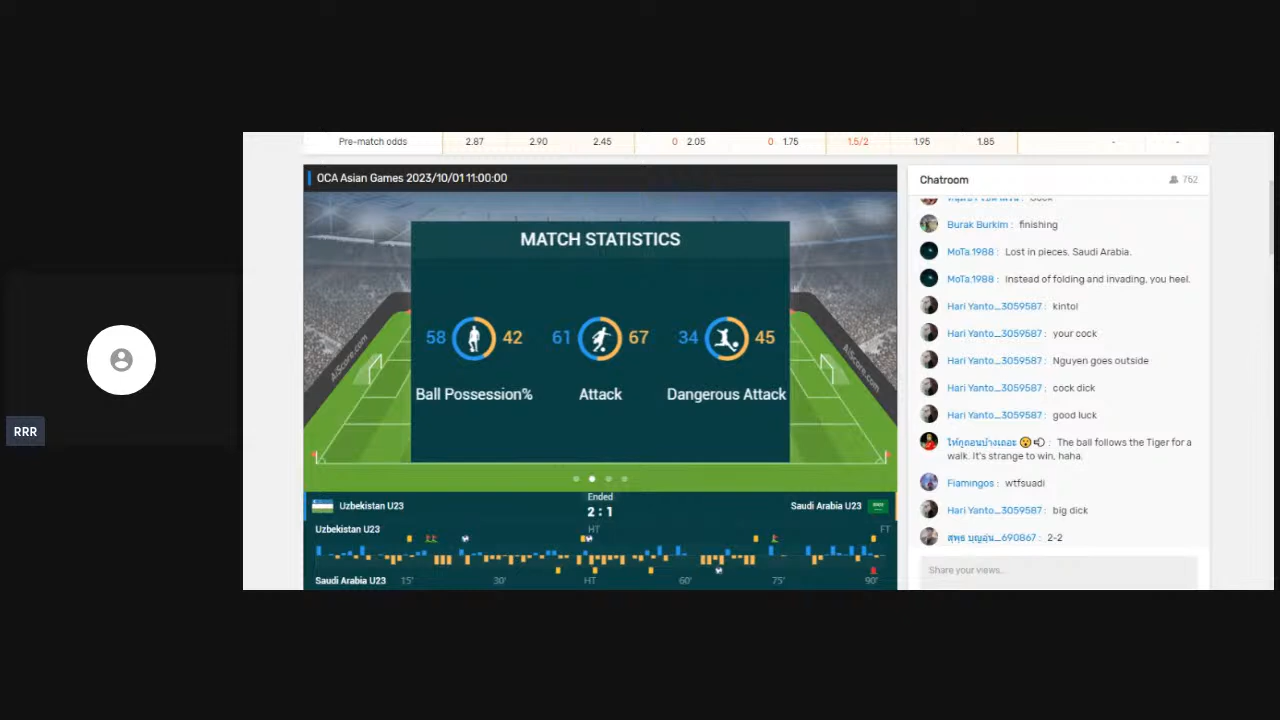 Pre-match odds 2.87 2.90 2.45 0 2.05 0 1.75 1.5/2 1.95 1.85 - -
OCA Asian Games 2023/10/01 11:00:00
MATCH STATISTICS
58 42 61 67 34 45
Ball Possession% Attack Dangerous Attack
AiScore.com
AiScore.com
Ended
Uzbekistan U23 2 : 1 Saudi Arabia U23
Uzbekistan U23 HT FT
Saudi Arabia U23 15' 30' HT 60' 75' 90'
Chatroom 752
Burak Burkim : finishing
MoTa.1988 : Lost in pieces, Saudi Arabia.
MoTa.1988 : Instead of folding and invading, you heel.
Hari Yanto_3059587 : kintol
Hari Yanto_3059587 : your cock
Hari Yanto_3059587 : Nguyen goes outside
Hari Yanto_3059587 : cock dick
Hari Yanto_3059587 : good luck
: The ball follows the Tiger for a
walk. It's strange to win, haha.
Fiamingos : wtfsuadi
Hari Yanto_3059587 : big dick
_690867 : 2-2
Share your views...
RRR